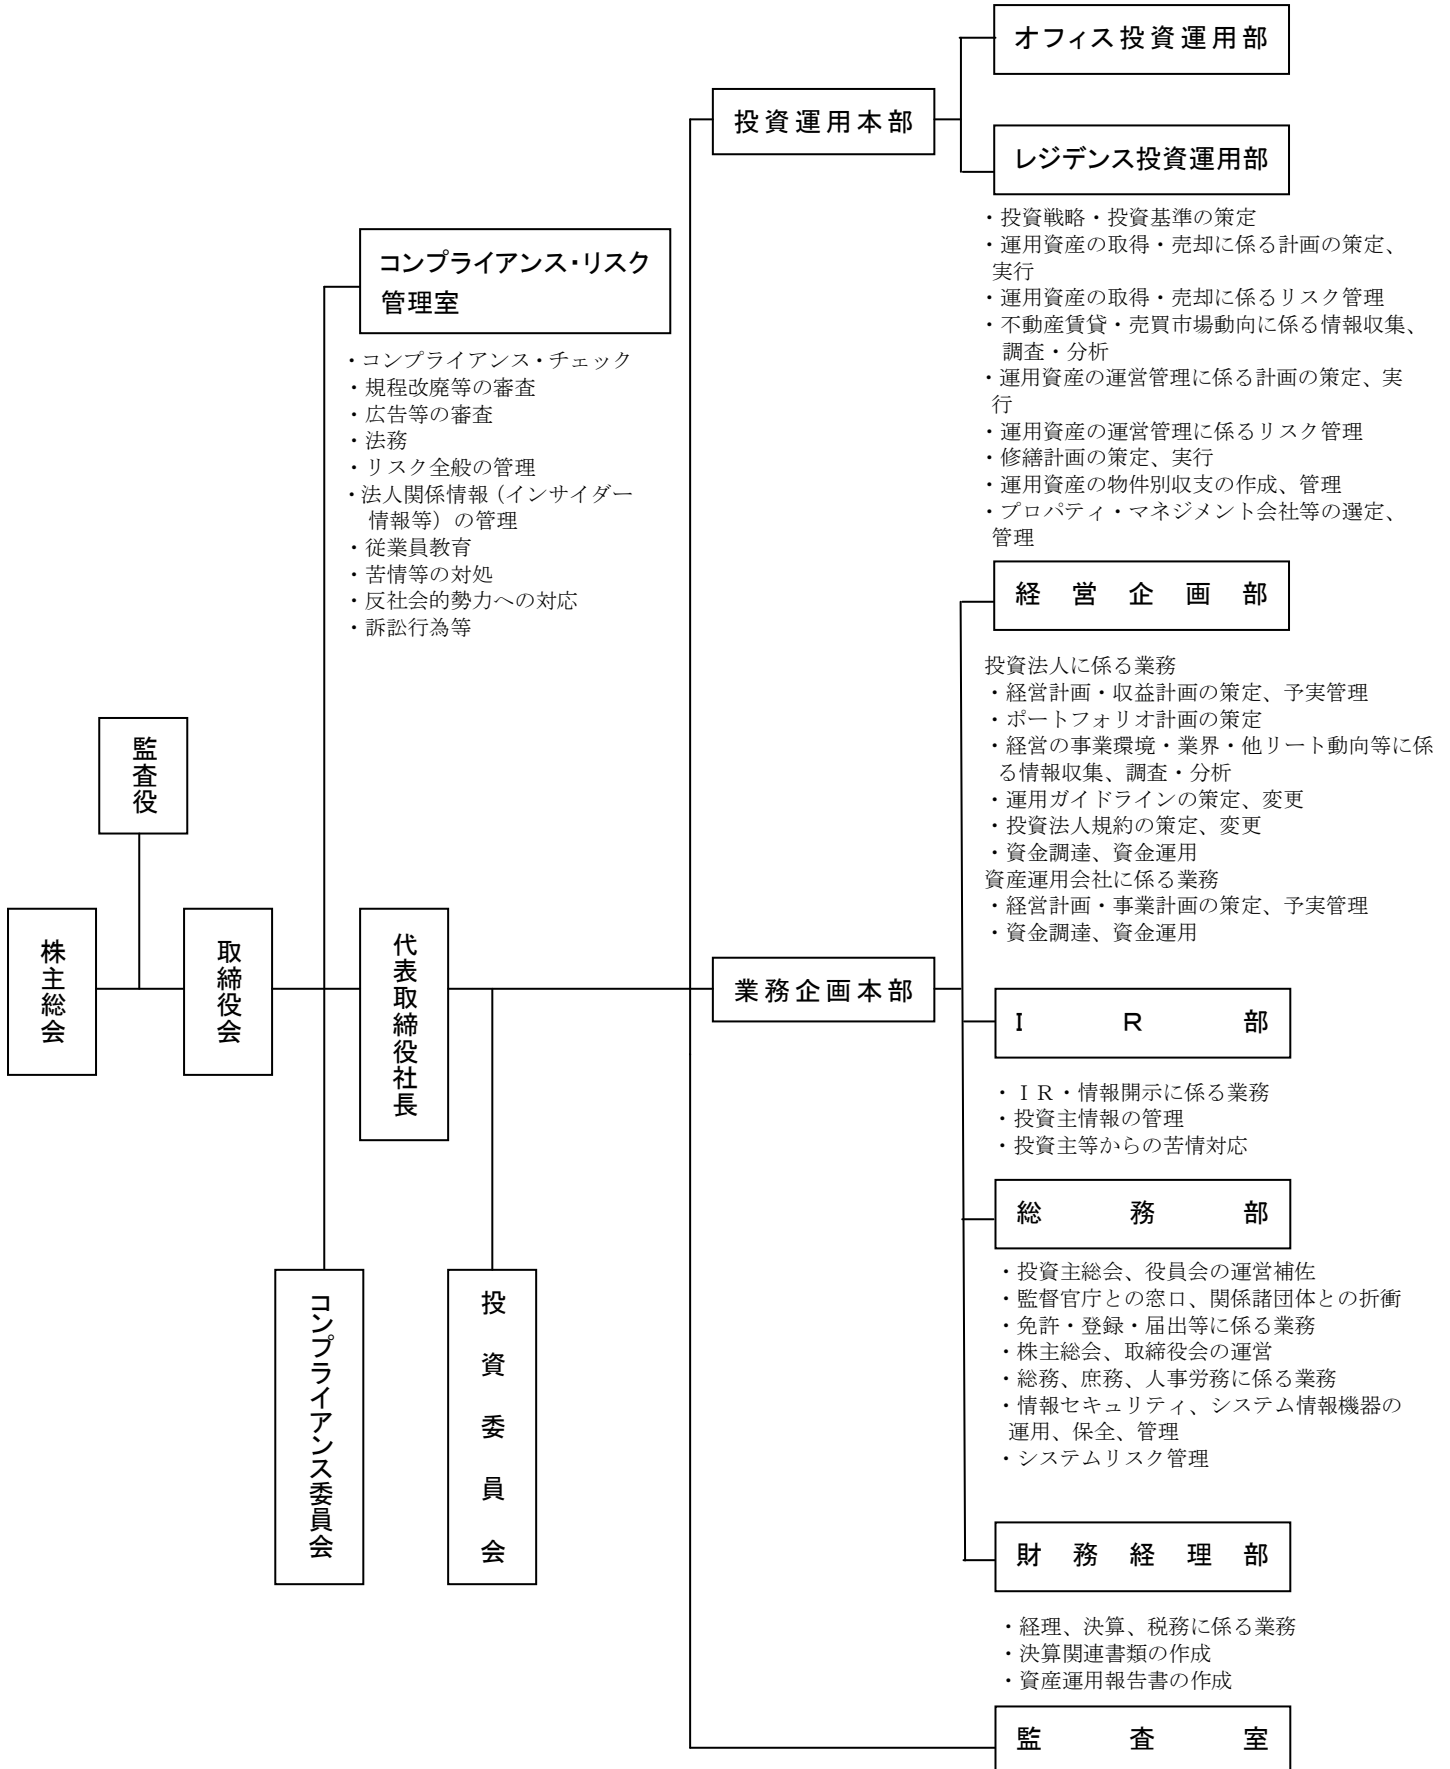 オフィス投資運用部
投資運用本部
レジデンス投資運用部
・投資戦略・投資基準の策定
・運用資産の取得・売却に係る計画の策定、
実行
・運用資産の取得・売却に係るリスク管理
・不動産賃貸・売買市場動向に係る情報収集、
調査・分析
・運用資産の運営管理に係る計画の策定、実
行
・運用資産の運営管理に係るリスク管理
・修繕計画の策定、実行
・運用資産の物件別収支の作成、管理
・プロパティ・マネジメント会社等の選定、
管理
コンプライアンス・リスク
管理室
・コンプライアンス・チェック
・規程改廃等の審査
・広告等の審査
・法務
・リスク全般の管理
・法人関係情報（インサイダー
情報等）の管理
・従業員教育
・苦情等の対処
・反社会的勢力への対応
・訴訟行為等
経営企画部
投資法人に係る業務
・経営計画・収益計画の策定、予実管理
・ポートフォリオ計画の策定
・経営の事業環境・業界・他リート動向等に係
る情報収集、調査・分析
・運用ガイドラインの策定、変更
・投資法人規約の策定、変更
・資金調達、資金運用
資産運用会社に係る業務
・経営計画・事業計画の策定、予実管理
・資金調達、資金運用
監査役
株主総会
取締役会
代表取締役社長
業務企画本部
ＩＲ部
・ＩＲ・情報開示に係る業務
・投資主情報の管理
・投資主等からの苦情対応
総務部
・投資主総会、役員会の運営補佐
・監督官庁との窓口、関係諸団体との折衝
・免許・登録・届出等に係る業務
・株主総会、取締役会の運営
・総務、庶務、人事労務に係る業務
・情報セキュリティ、システム情報機器の
運用、保全、管理
・システムリスク管理
コンプライアンス委員会
投資委員会
財務経理部
・経理、決算、税務に係る業務
・決算関連書類の作成
・資産運用報告書の作成
監査室